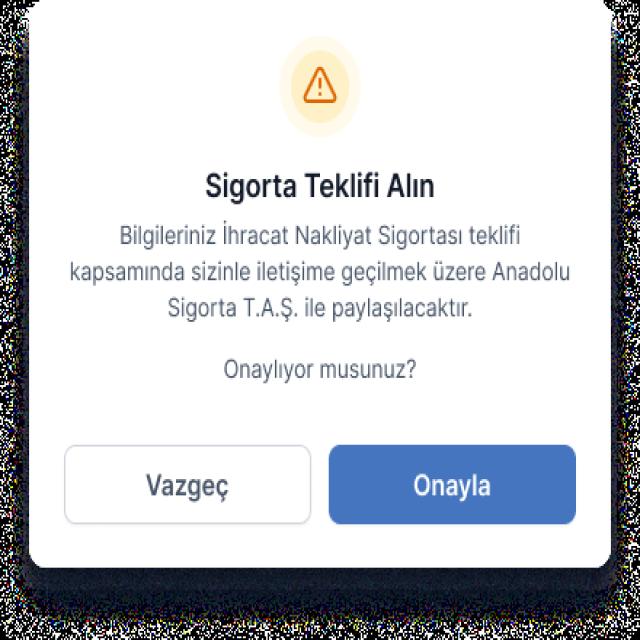 Sigorta Teklifi Alın
Bilgileriniz İhracat Nakliyat Sigortası teklifi
kapsamında sizinle iletişime geçilmek üzere Anadolu
Sigorta T.A.Ş. ile paylaşılacaktır.
Onaylıyor musunuz?
Vazgeç
Onayla